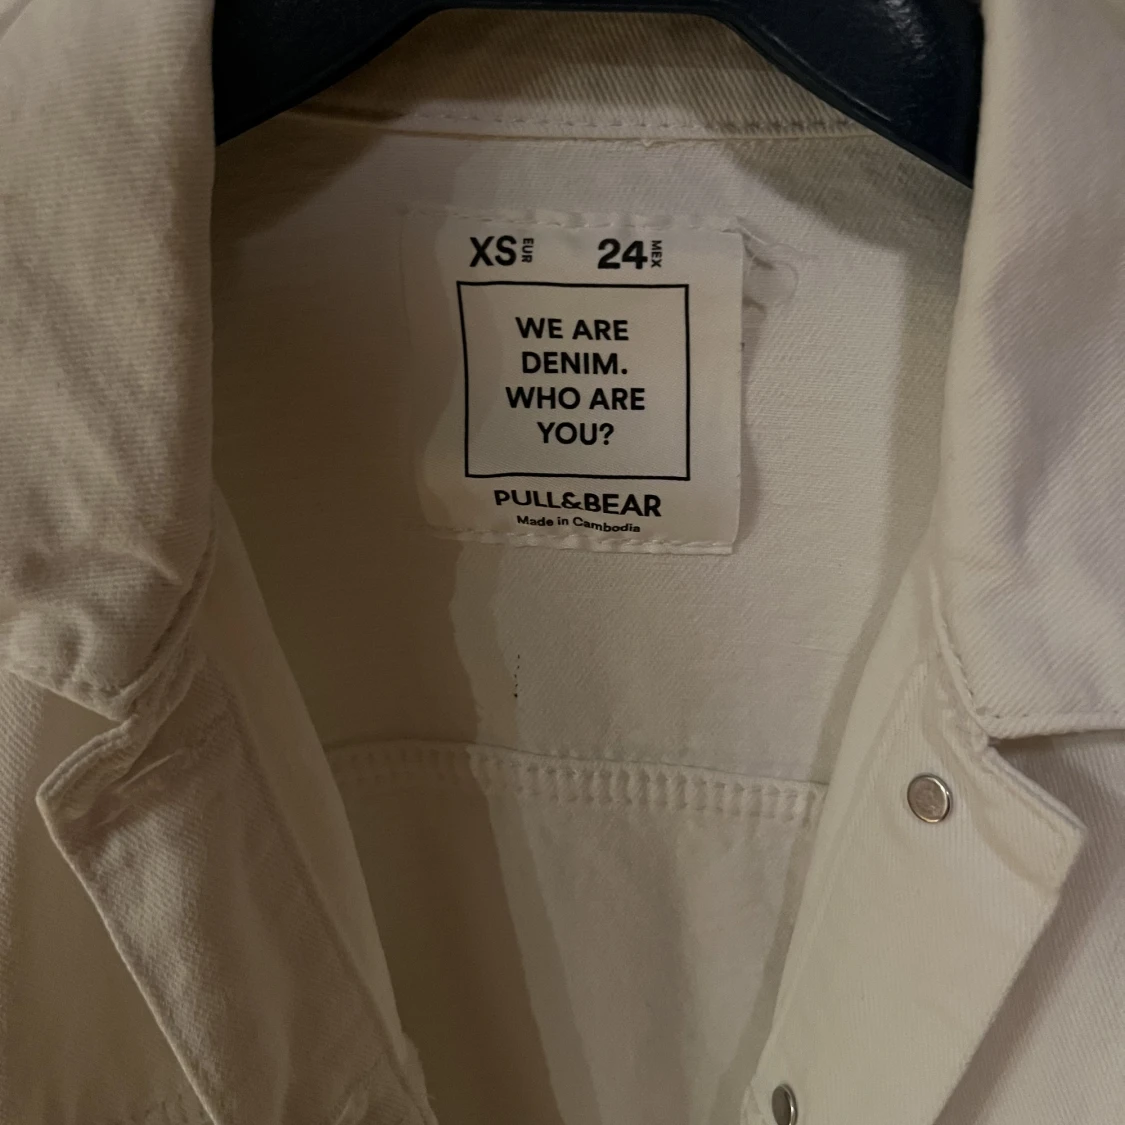 XS EUR 24 MEX
WE ARE
DENIM.
WHO ARE
YOU?
PULL&BEAR
Made in Cambodia